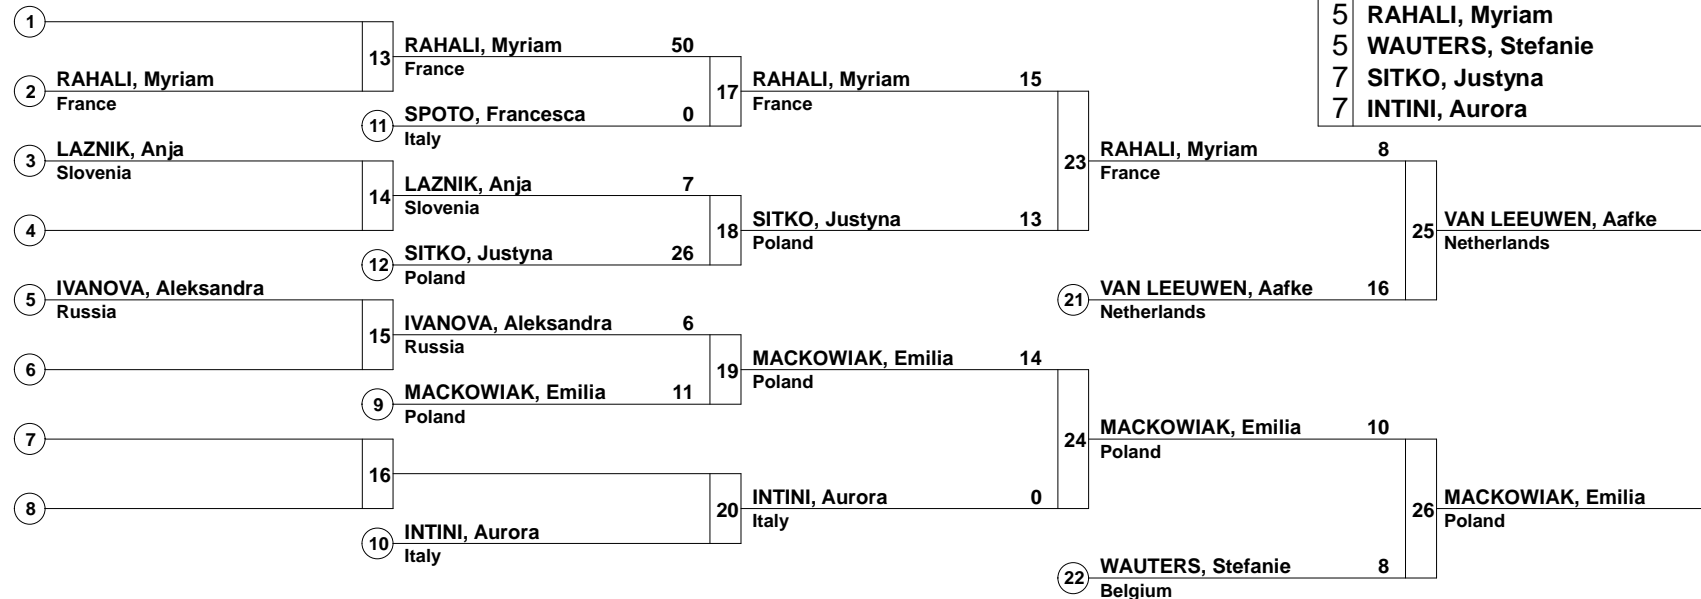 1
5 RAHALI, Myriam
5 WAUTERS, Stefanie
7 SITKO, Justyna
7 INTINI, Aurora
13 RAHALI, Myriam 50
France
2 RAHALI, Myriam
France
17 RAHALI, Myriam 15
France
11 SPOTO, Francesca 0
Italy
3 LAZNIK, Anja
Slovenia
23 RAHALI, Myriam 8
France
14 LAZNIK, Anja 7
Slovenia
4
18 SITKO, Justyna 13
Poland
25 VAN LEEUWEN, Aafke
Netherlands
12 SITKO, Justyna 26
Poland
5 IVANOVA, Aleksandra
Russia
21 VAN LEEUWEN, Aafke 16
Netherlands
15 IVANOVA, Aleksandra 6
Russia
6
19 MACKOWIAK, Emilia 14
Poland
9 MACKOWIAK, Emilia 11
Poland
7
24 MACKOWIAK, Emilia 10
Poland
16
8
20 INTINI, Aurora 0
Italy
26 MACKOWIAK, Emilia
Poland
10 INTINI, Aurora
Italy
22 WAUTERS, Stefanie 8
Belgium